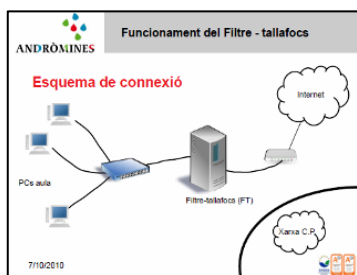 ANDRÒMINES
Funcionament del Filtre - tallafocs
Esquema de connexió
Internet
PCs aula
Filtre-tallafocs (FT)
Xarxa C.P.
7/10/2010